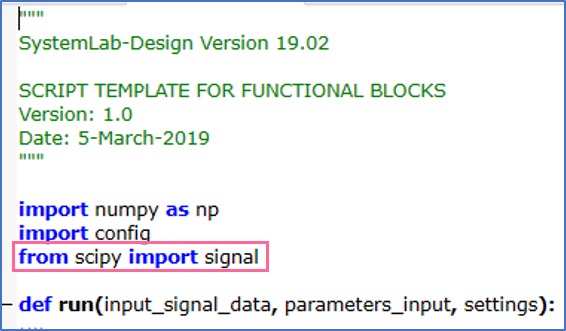 """
SystemLab-Design Version 19.02
SCRIPT TEMPLATE FOR FUNCTIONAL BLOCKS
Version: 1.0
Date: 5-March-2019
"""
import numpy as np
import config
from scipy import signal
def run(input_signal_data, parameters_input, settings):